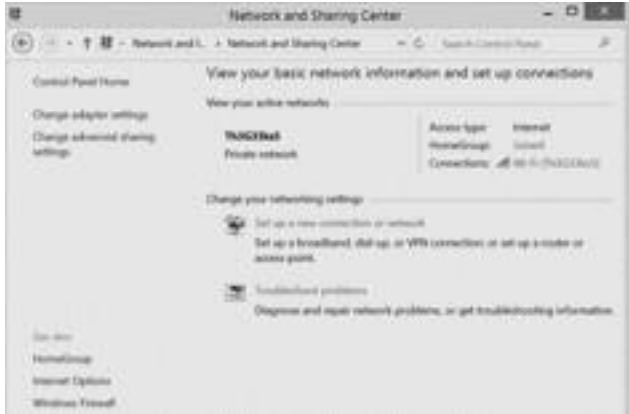 Network and Sharing Center
Network and I... Network and Sharing Center Search Control Panel
Control Panel Home
Change adapter settings
Change advanced sharing settings
View your basic network information and set up connections
View your active networks
Private network
Access type: Internet
HomeGroup: Joined
Connections: Wi-Fi
Change your networking settings
Set up a new connection or network
Set up a broadband, dial-up, or VPN connection; or set up a router or
access point.
Troubleshoot problems
Diagnose and repair network problems, or get troubleshooting information.
See also
HomeGroup
Internet Options
Windows Firewall